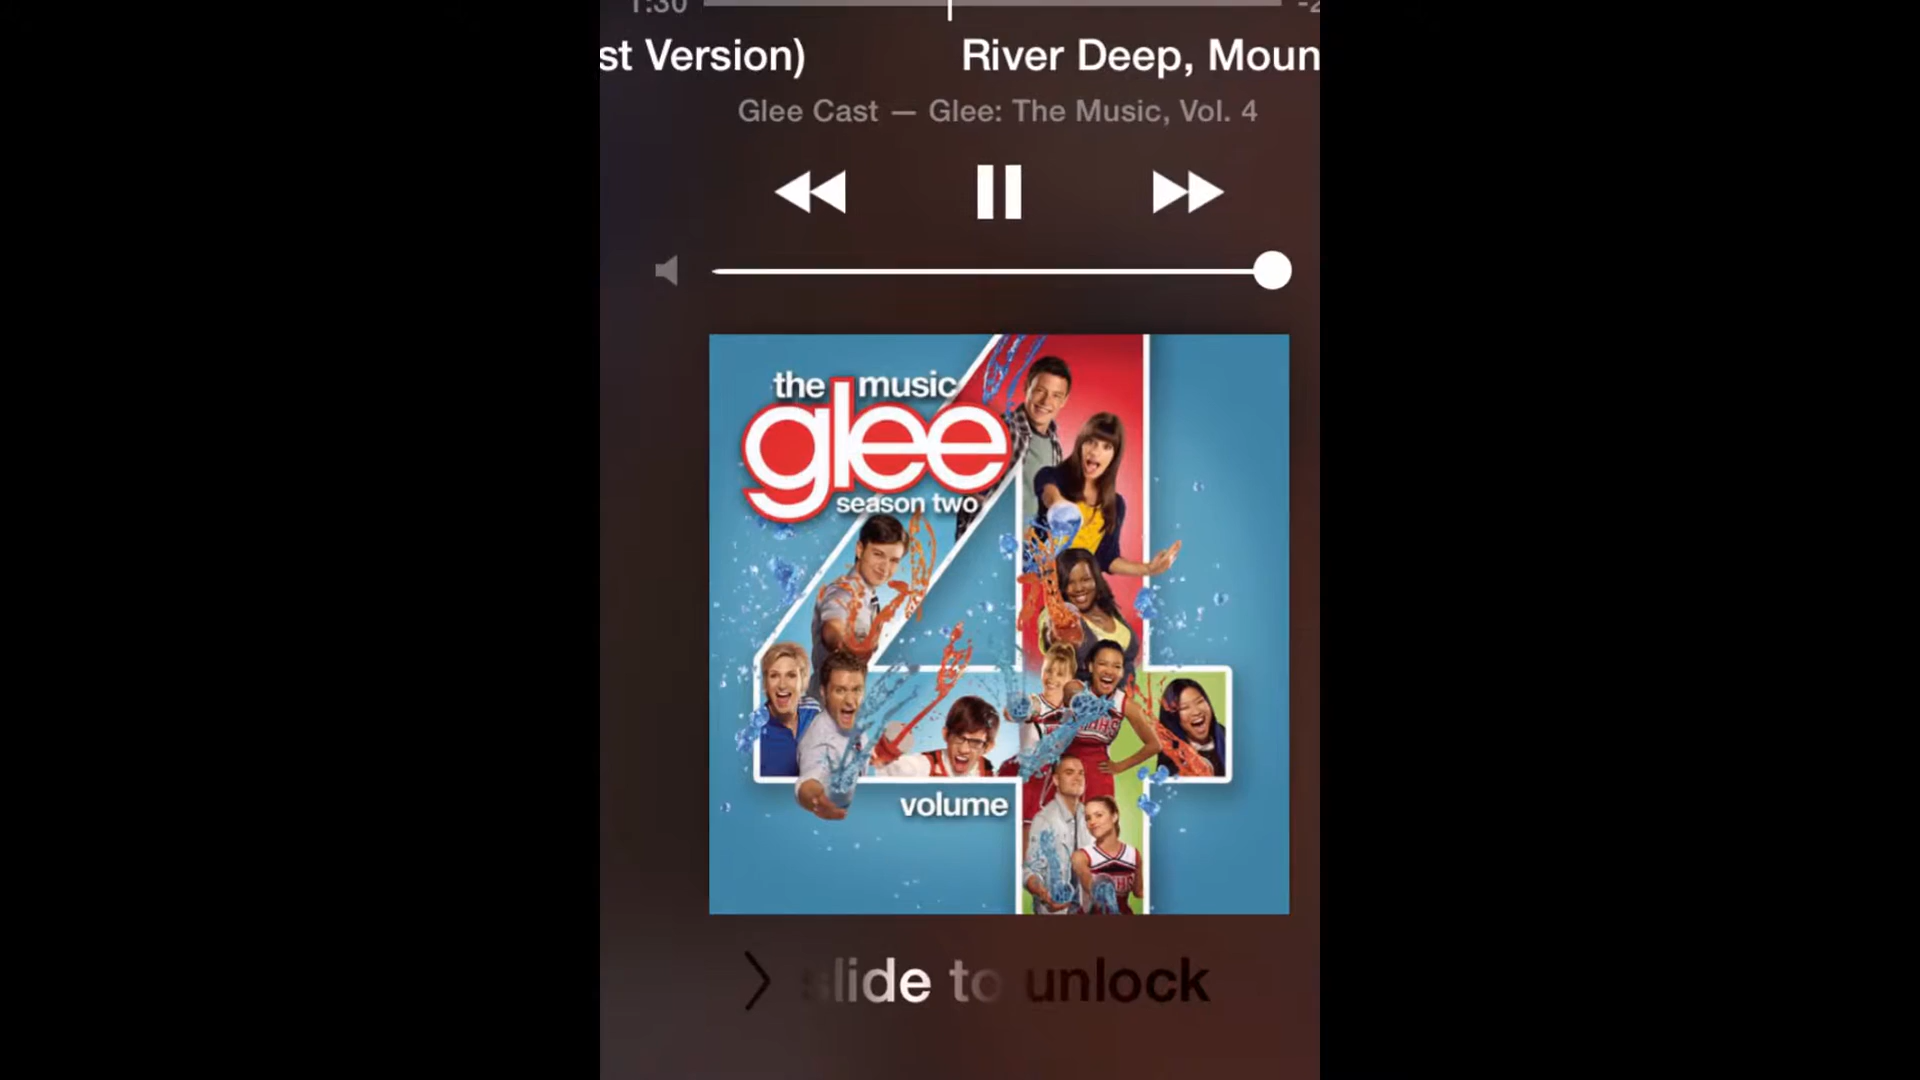 1:30
st Version) River Deep, Moun
Glee Cast — Glee: The Music, Vol. 4
the music
glee
season two
volume
4
slide to unlock